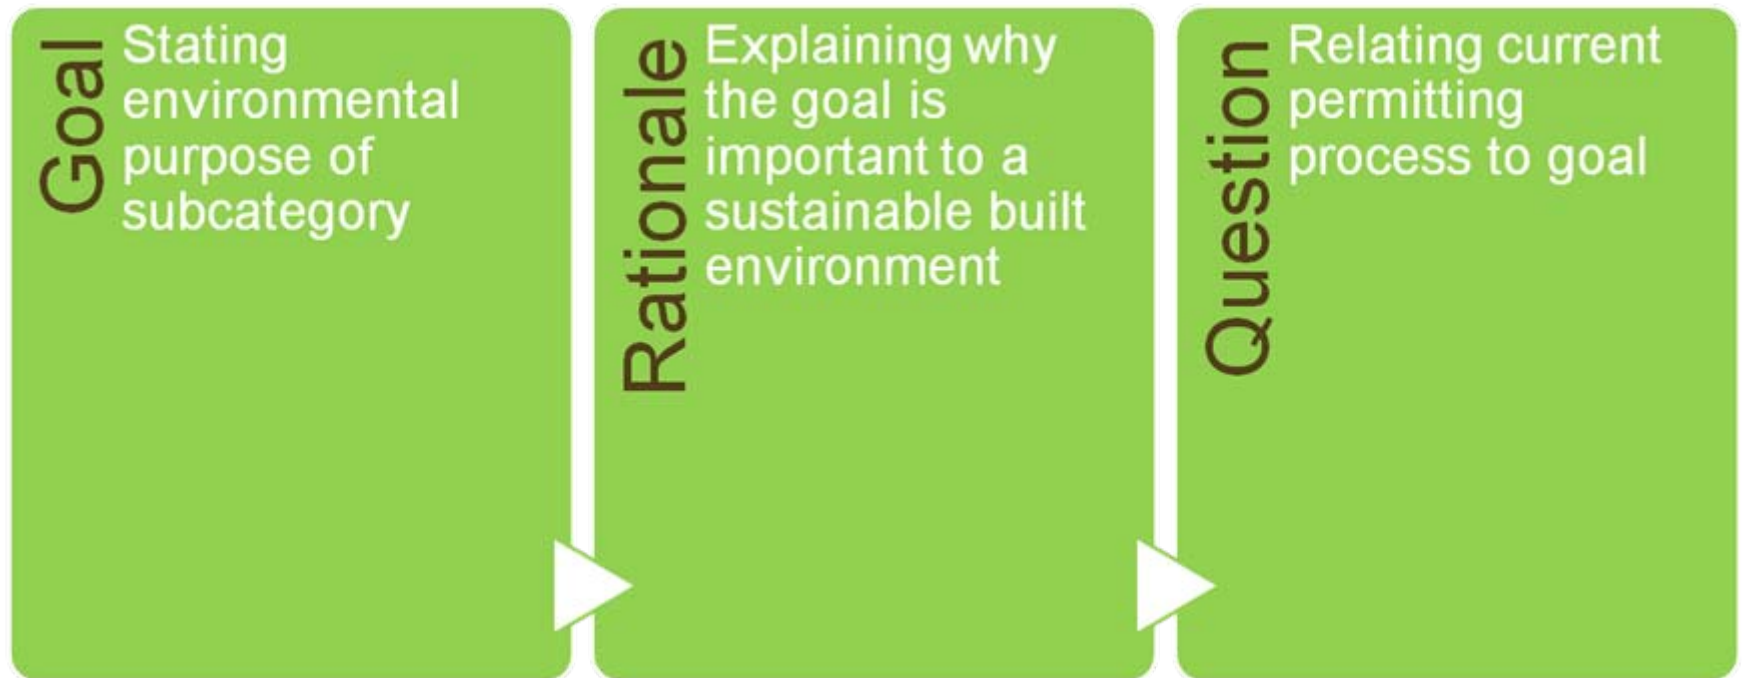 Goal
Stating
environmental
purpose of
subcategory
Rationale
Explaining why
the goal is
important to a
sustainable built
environment
Question
Relating current
permitting
process to goal